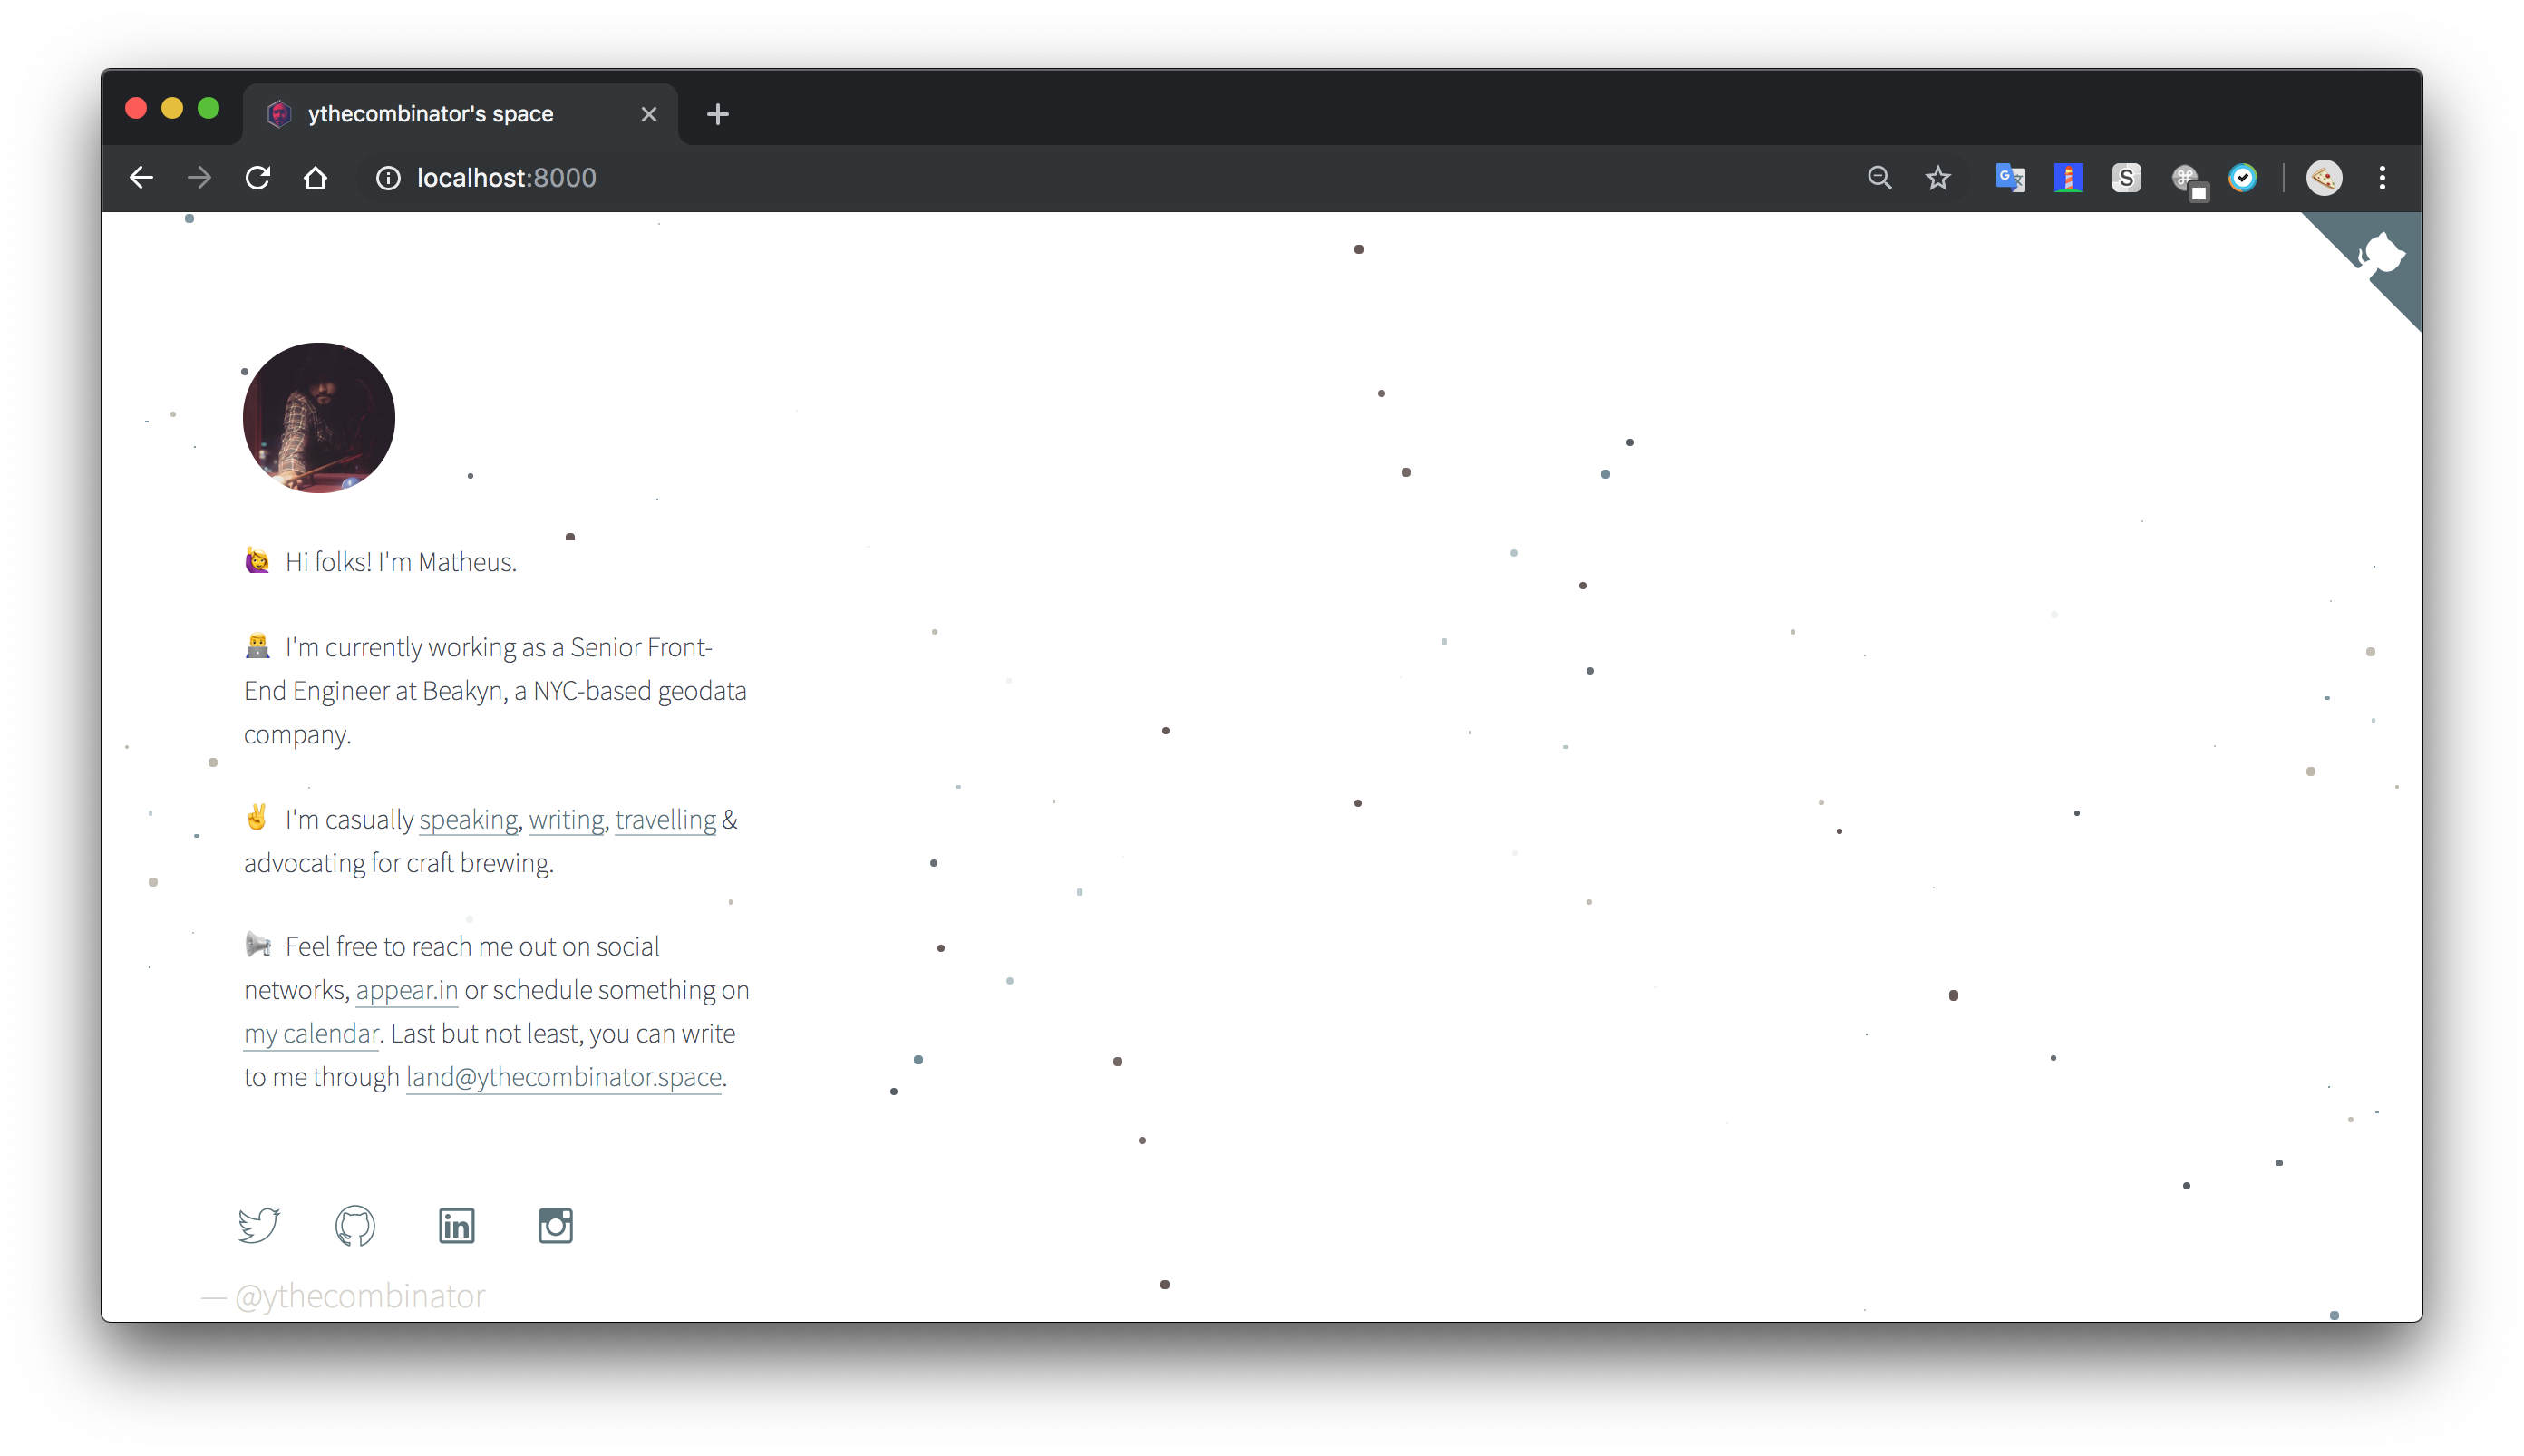 ythecombinator's space
localhost:8000
🙋 Hi folks! I'm Matheus.
👨‍💻 I'm currently working as a Senior Front-
End Engineer at Beakyn, a NYC-based geodata
company.
✌️ I'm casually speaking, writing, travelling &
advocating for craft brewing.
📢 Feel free to reach me out on social
networks, appear.in or schedule something on
my calendar. Last but not least, you can write
to me through land@ythecombinator.space.
in
— @ythecombinator